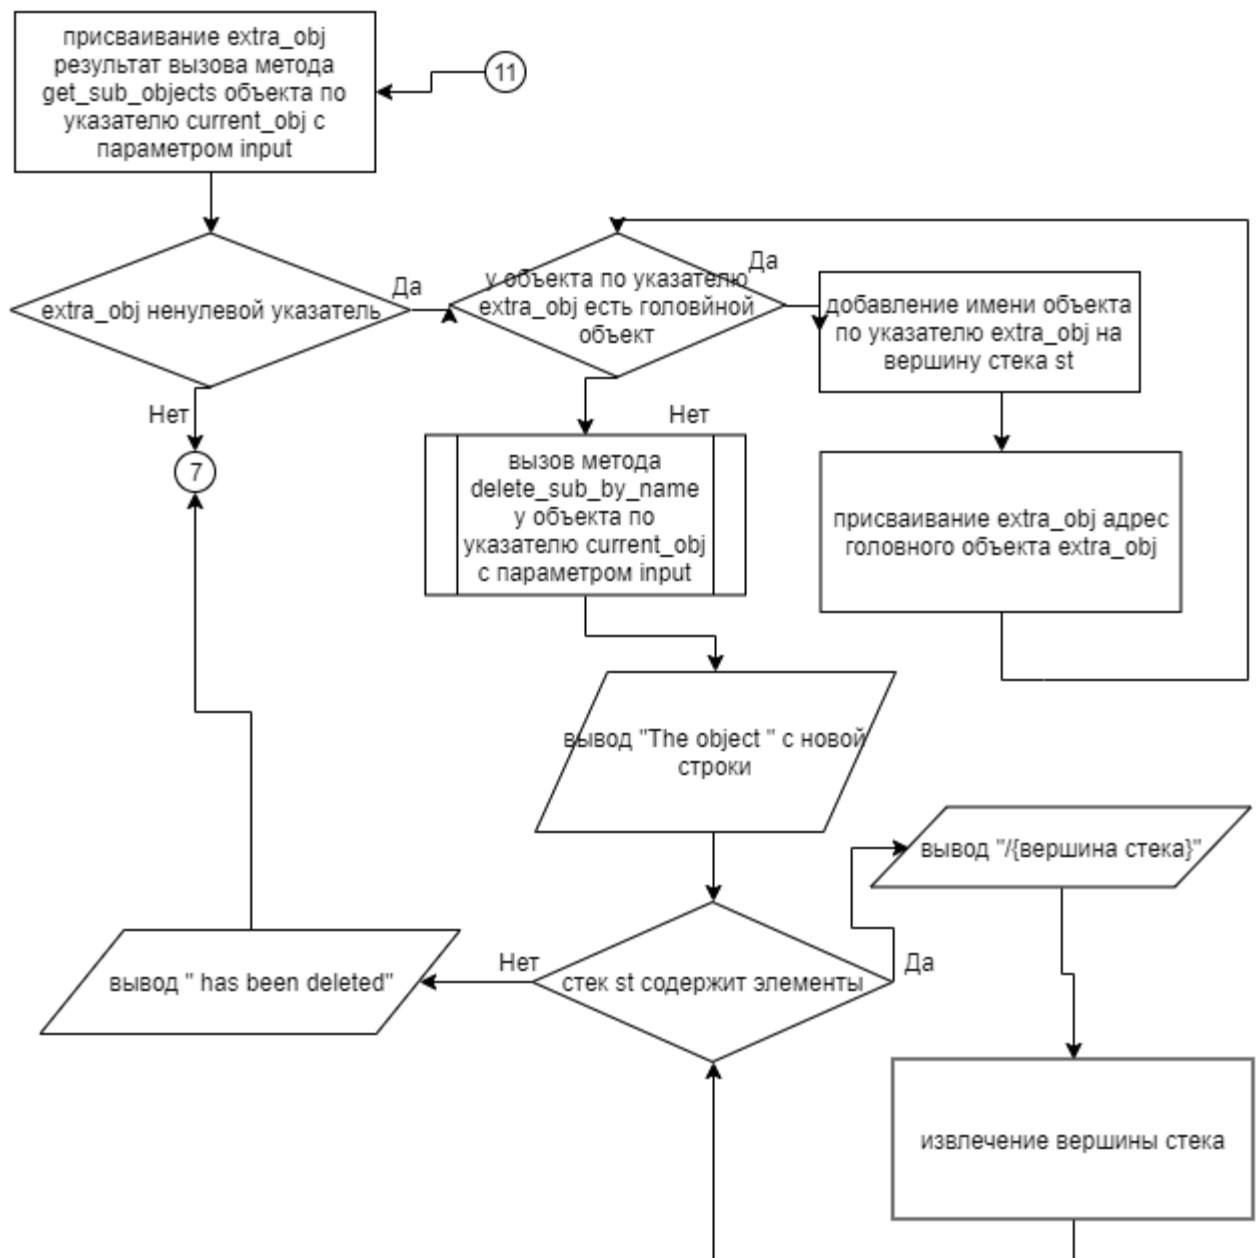 присваивание extra_obj
результат вызова метода
get_sub_objects объекта по
указателю current_obj с
параметром input
11
extra_obj ненулевой указатель
Да
Нет
7
у объекта по указателю
extra_obj есть головйной
объект
Да
Нет
добавление имени объекта
по указателю extra_obj на
вершину стека st
присваивание extra_obj адрес
головного объекта extra_obj
вызов метода
delete_sub_by_name
у объекта по
указателю current_obj
с параметром input
вывод "The object " с новой
строки
стек st содержит элементы
Да
Нет
вывод "/{вершина стека}"
извлечение вершины стека
вывод " has been deleted"